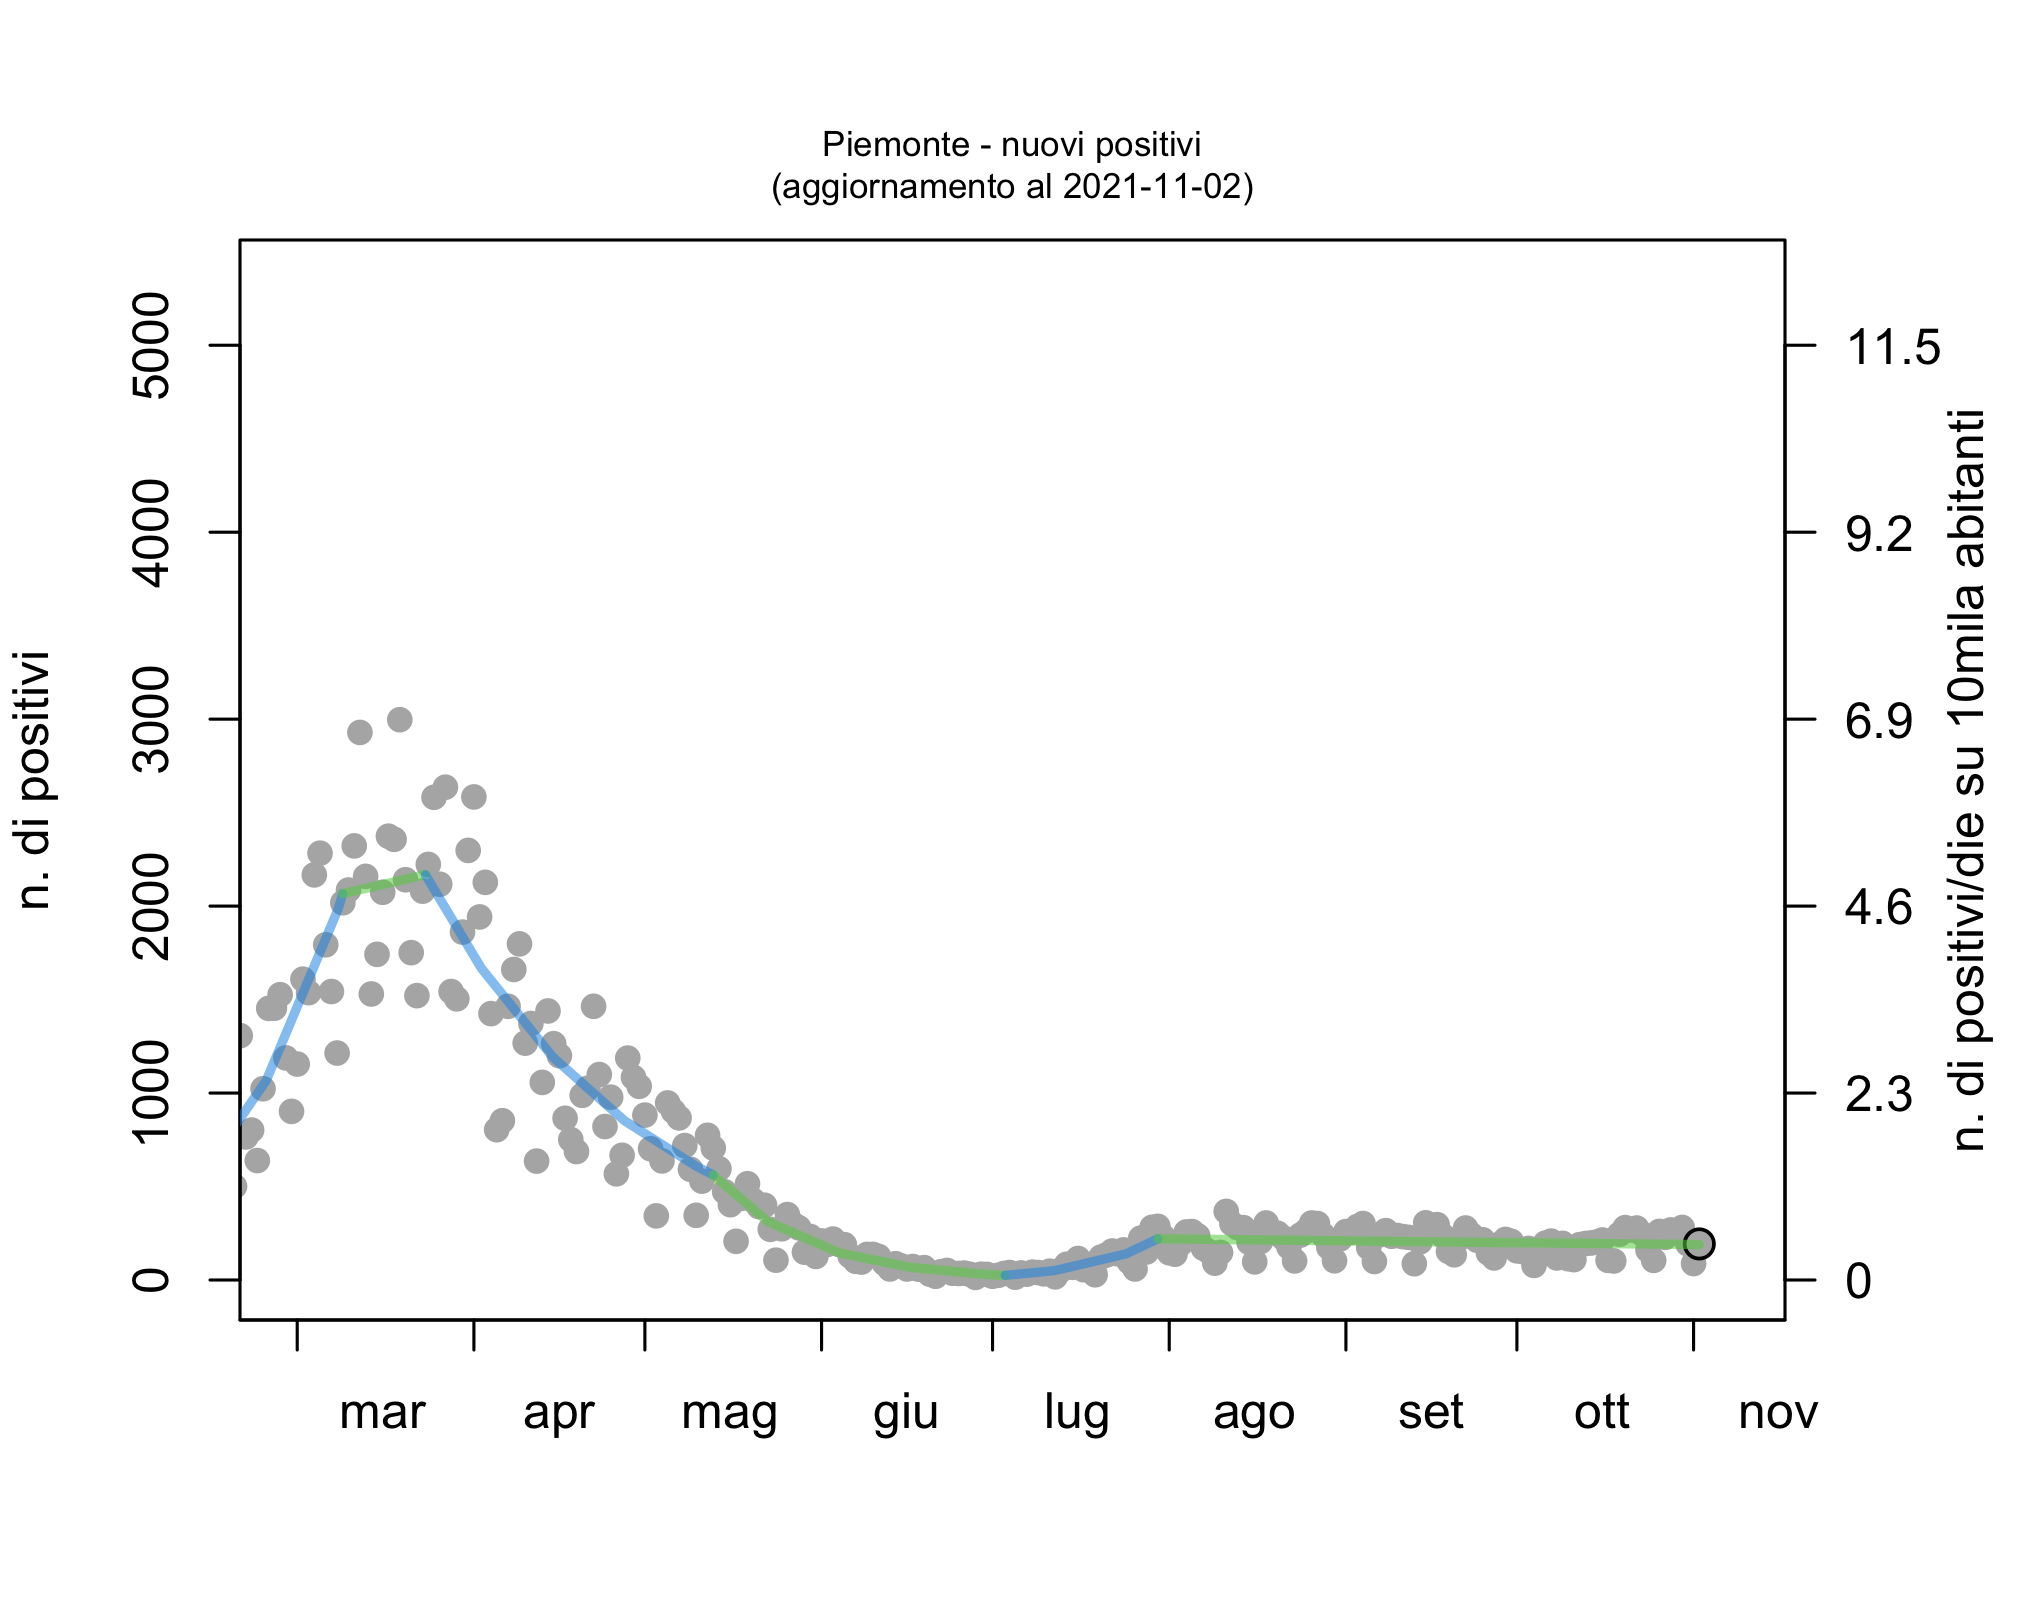 Piemonte - nuovi positivi
(aggiornamento al 2021-11-02)
n. di positivi
5000
4000
3000
2000
1000
0
11.5
9.2
6.9
4.6
2.3
0
n. di positivi/die su 10mila abitanti
mar apr mag giu lug ago set ott nov